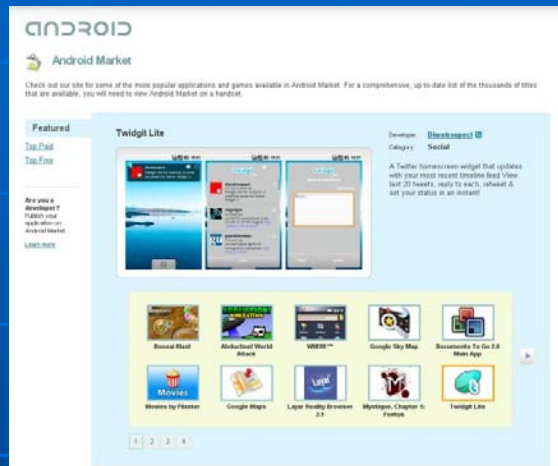 ANDROID
Android Market
Check out our site for some of the more popular applications and games available in Android Market. For a comprehensive, up-to-date list of the thousands of titles
that are available, you will need to view Android Market on a handset.
Featured
Top Paid
Top Free
Are you a
developer?
Publish your
application on
Android Market
Learn more
Twidgit Lite
Developer:
Category: Social
A Twitter homescreen widget that updates
with your most recent timeline feed View
last 20 tweets, reply to each, retweet &
set your status in an instant!
Bonsai Blast
Abduction! World
Attack
Google Sky Map
Documents To Go 2.0
Main App
MOVIES
Movies by Flixster
Google Maps
Layar
Layar Reality Browser
2.1
Mystique. Chapter 1:
Foetus
Twidgit Lite
1 2 3 4